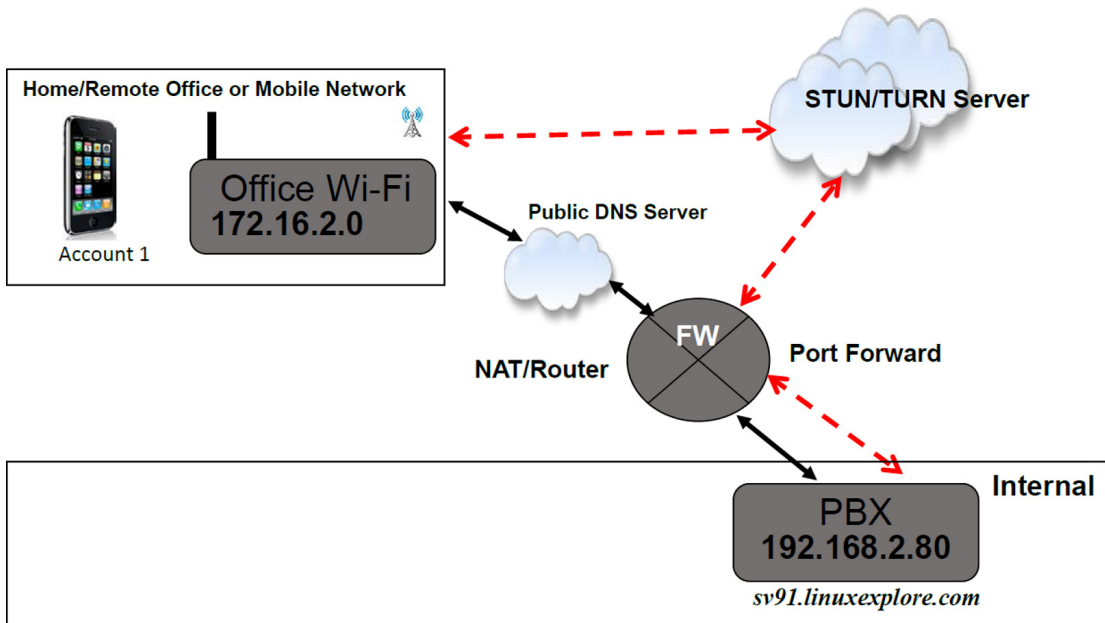 Home/Remote Office or Mobile Network
Office Wi-Fi
172.16.2.0
Account 1
STUN/TURN Server
Public DNS Server
FW
NAT/Router
Port Forward
Internal
PBX
192.168.2.80
sv91.linuxexplore.com